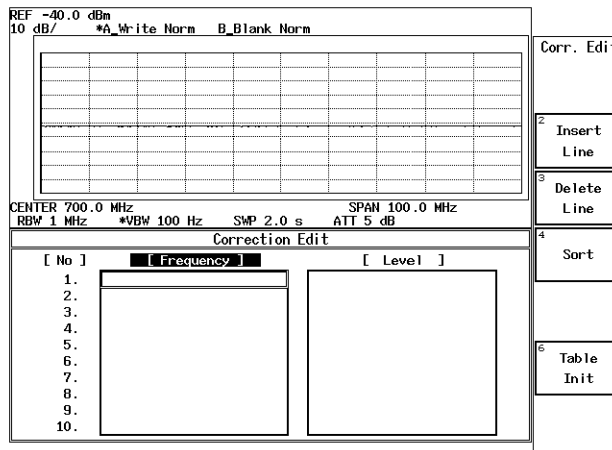 REF -40.0 dBm
10 dB/ *A_Write Norm B_Blank Norm
CENTER 700.0 MHz SPAN 100.0 MHz
RBW 1 MHz *VBW 100 Hz SWP 2.0 s ATT 5 dB
Correction Edit
[ No ] [ Frequency ] [ Level ]
1.
2.
3.
4.
5.
6.
7.
8.
9.
10.
Corr. Edit
2
Insert
Line
3
Delete
Line
4
Sort
6
Table
Init